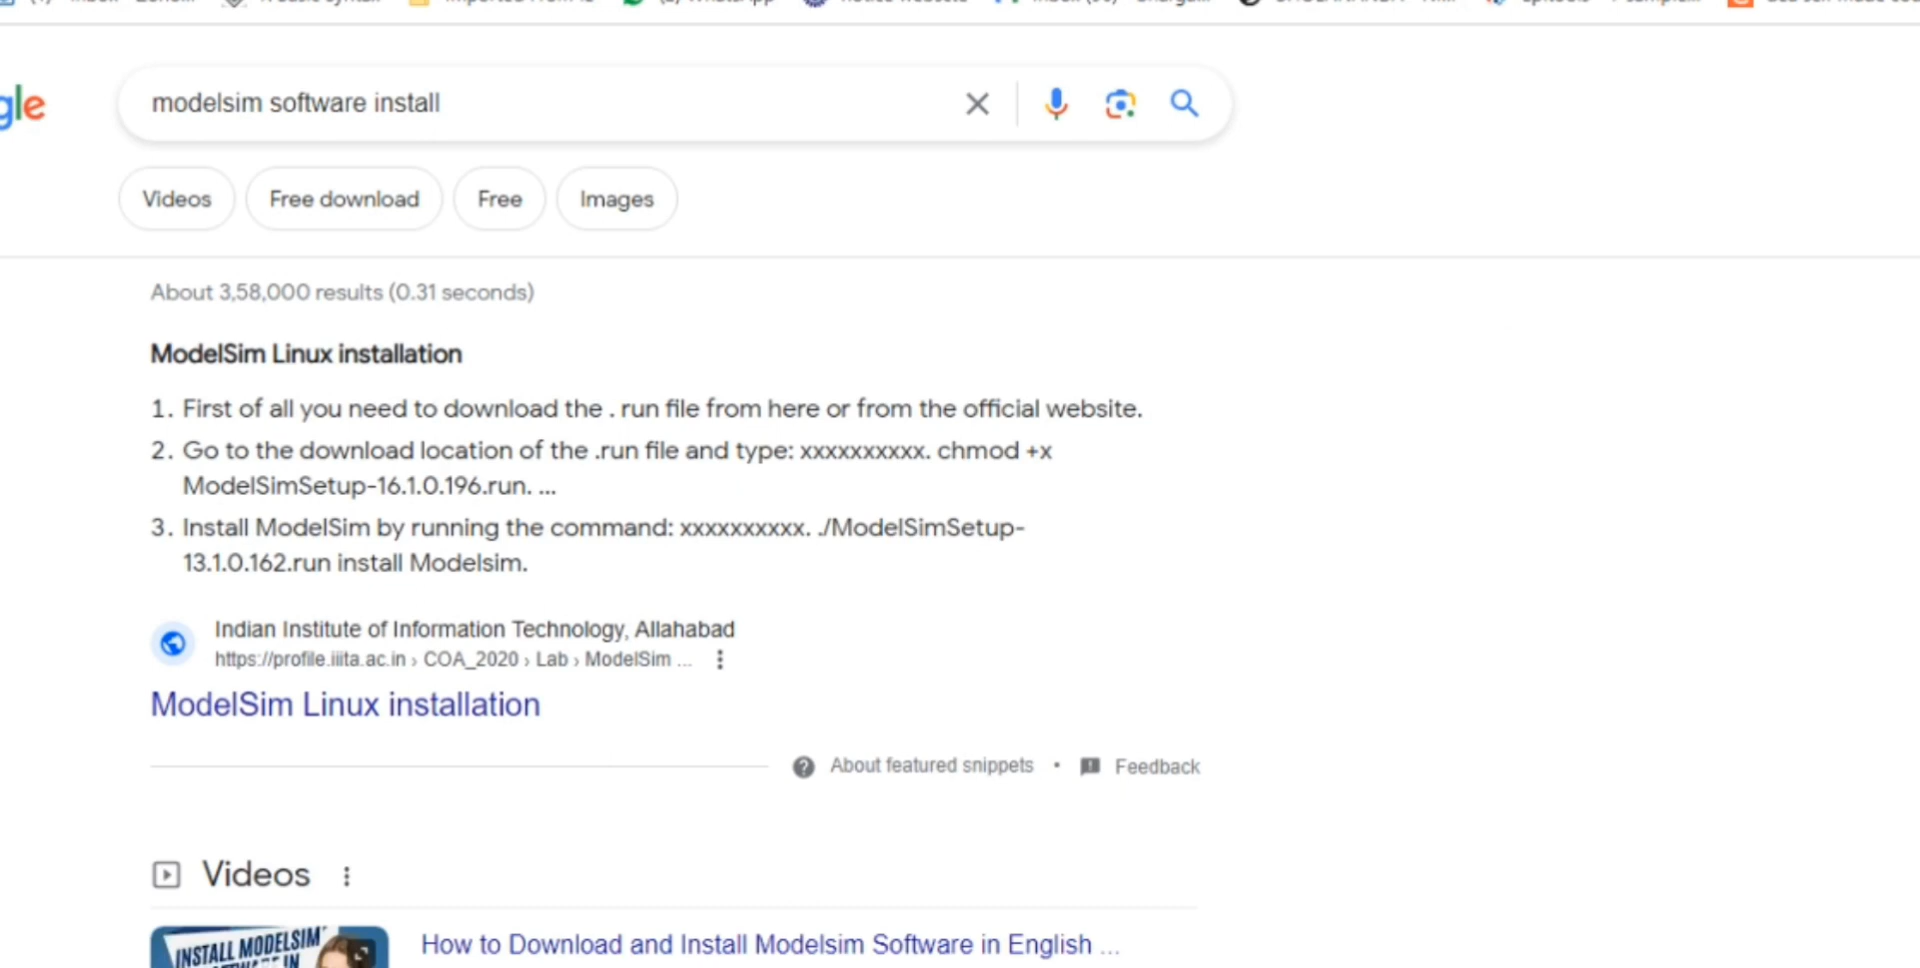 gle
modelsim software install
Videos
Free download
Free
Images
About 3,58,000 results (0.31 seconds)
ModelSim Linux installation
1. First of all you need to download the . run file from here or from the official website.
2. Go to the download location of the .run file and type: xxxxxxxxxx. chmod +x
ModelSimSetup-16.1.0.196.run. ...
3. Install ModelSim by running the command: xxxxxxxxxx. ./ModelSimSetup-
13.1.0.162.run install Modelsim.
Indian Institute of Information Technology, Allahabad
https://profile.iiita.ac.in › COA_2020 › Lab › ModelSim ...
ModelSim Linux installation
About featured snippets • Feedback
Videos
INSTALL MODELSIM
How to Download and Install Modelsim Software in English ...